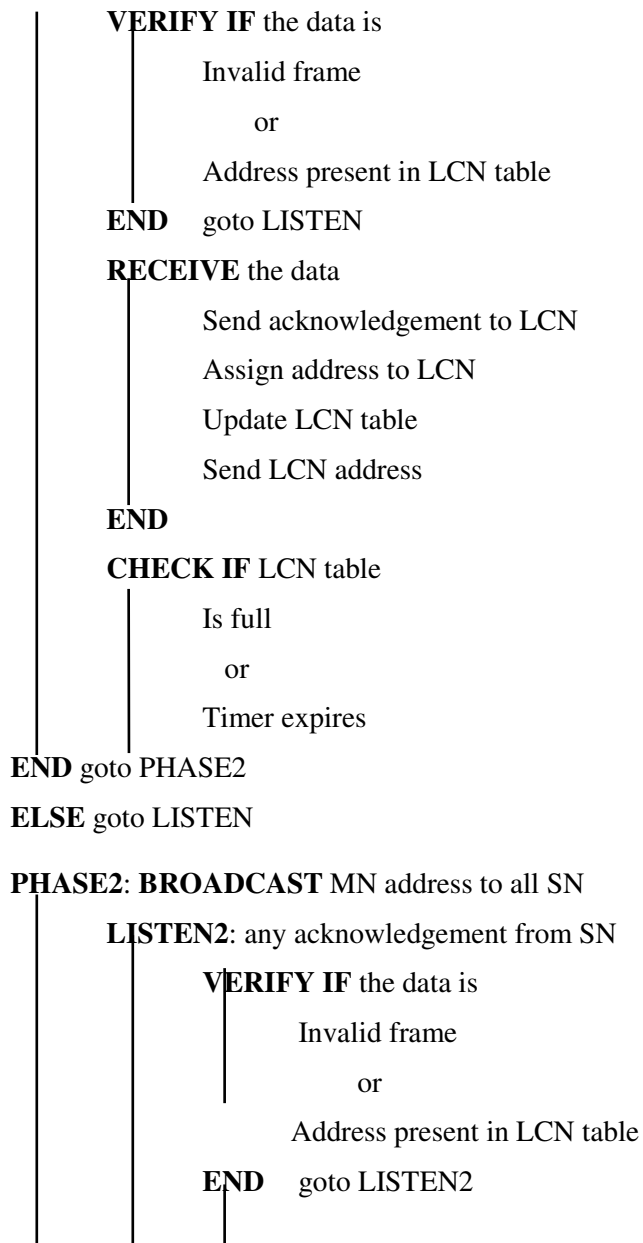 VERIFY IF the data is
Invalid frame
or
Address present in LCN table
END goto LISTEN
RECEIVE the data
Send acknowledgement to LCN
Assign address to LCN
Update LCN table
Send LCN address
END
CHECK IF LCN table
Is full
or
Timer expires
END goto PHASE2
ELSE goto LISTEN
PHASE2: BROADCAST MN address to all SN
LISTEN2: any acknowledgement from SN
VERIFY IF the data is
Invalid frame
or
Address present in LCN table
END goto LISTEN2